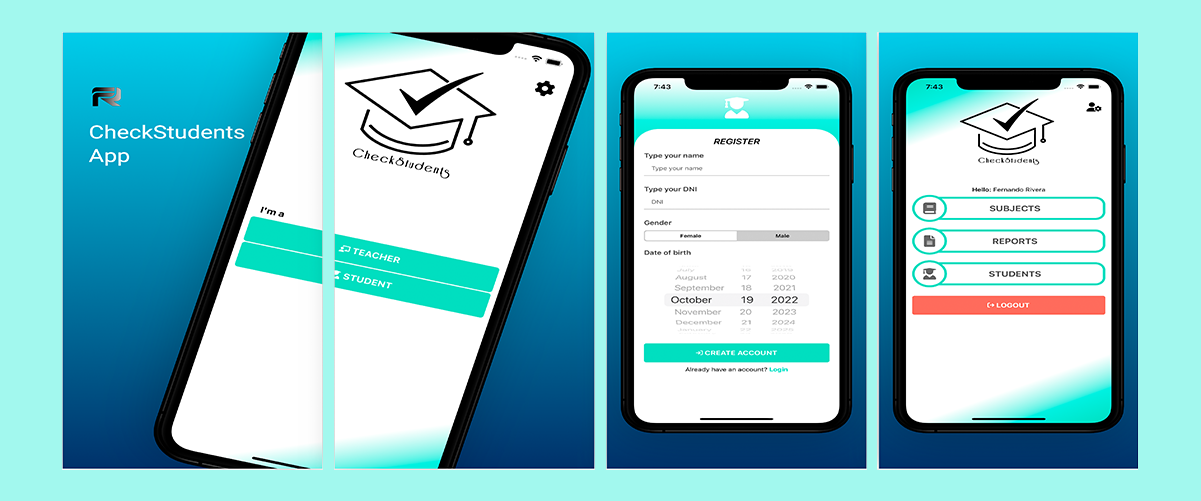 CheckStudents
App
I'm a
CheckStudents
TEACHER
STUDENT
7:43
REGISTER
Type your name
Type your name
Type your DNI
DNI
Gender
Female Male
Date of birth
July 16 2019
August 17 2020
September 18 2021
October 19 2022
November 20 2023
December 21 2024
January 22 2025
CREATE ACCOUNT
Already have an account? Login
7:43
CheckStudents
Hello: Fernando Rivera
SUBJECTS
REPORTS
STUDENTS
LOGOUT